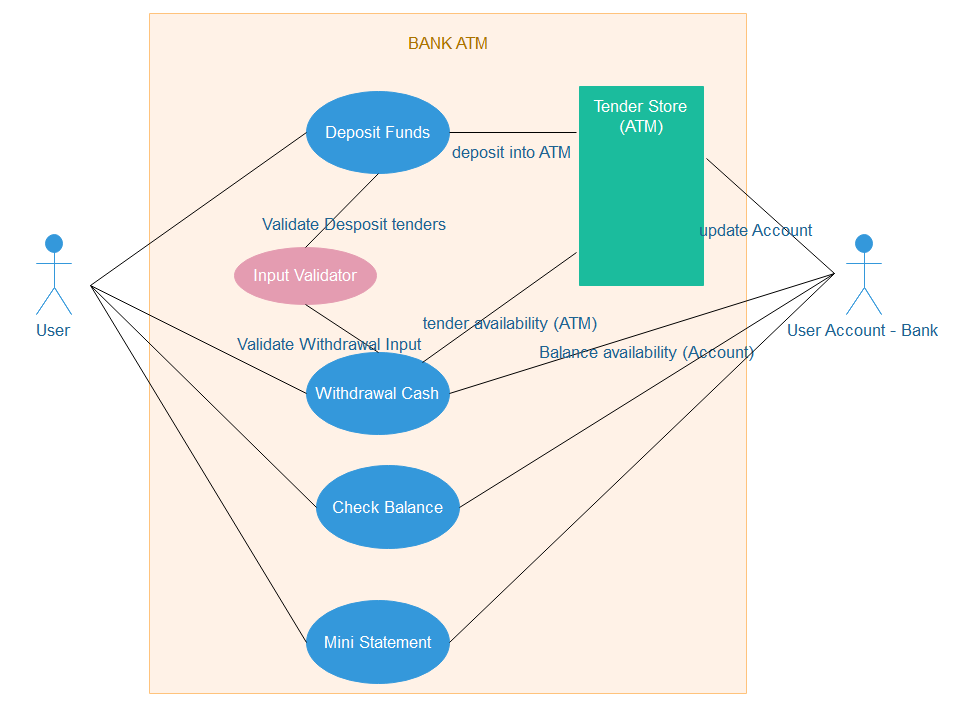 BANK ATM
Tender Store
(ATM)
Deposit Funds
deposit into ATM
Validate Desposit tenders
update Account
Input Validator
User
User Account - Bank
tender availability (ATM)
Validate Withdrawal Input
Balance availability (Account)
Withdrawal Cash
Check Balance
Mini Statement